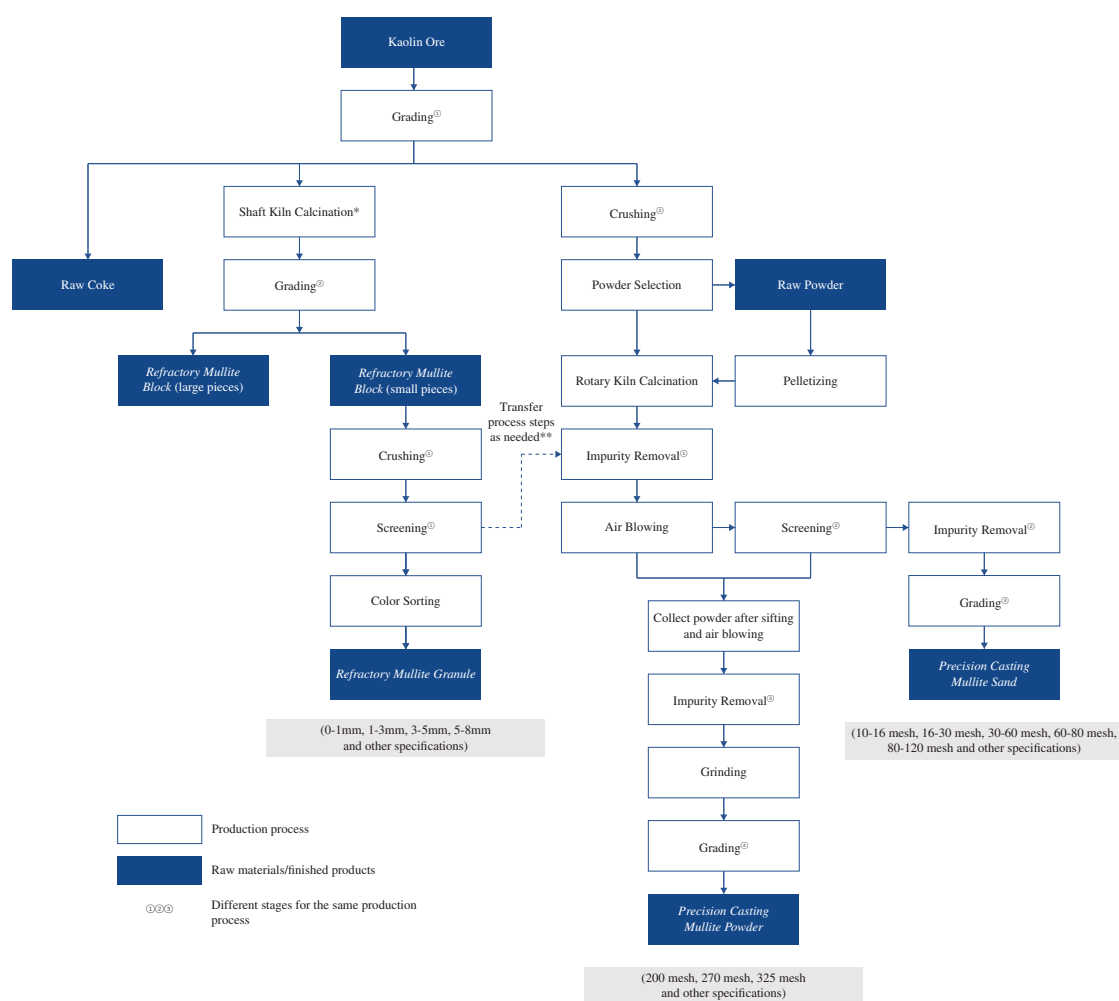 Kaolin Ore
Grading①
Shaft Kiln Calcination*
Crushing②
Raw Coke
Grading②
Powder Selection
Raw Powder
Refractory Mullite
Block (large pieces)
Refractory Mullite
Block (small pieces)
Rotary Kiln Calcination
Pelletizing
Transfer
process steps
as needed**
Crushing①
Impurity Removal①
Screening①
Air Blowing
Screening②
Impurity Removal②
Color Sorting
Collect powder after sifting
and air blowing
Grading③
Refractory Mullite Granule
Impurity Removal③
Precision Casting
Mullite Sand
(0-1mm, 1-3mm, 3-5mm, 5-8mm
and other specifications)
(10-16 mesh, 16-30 mesh, 30-60 mesh, 60-80 mesh,
80-120 mesh and other specifications)
Grinding
Grading④
Precision Casting
Mullite Powder
(200 mesh, 270 mesh, 325 mesh
and other specifications)
Production process
Raw materials/finished products
①②③
Different stages for the same production
process